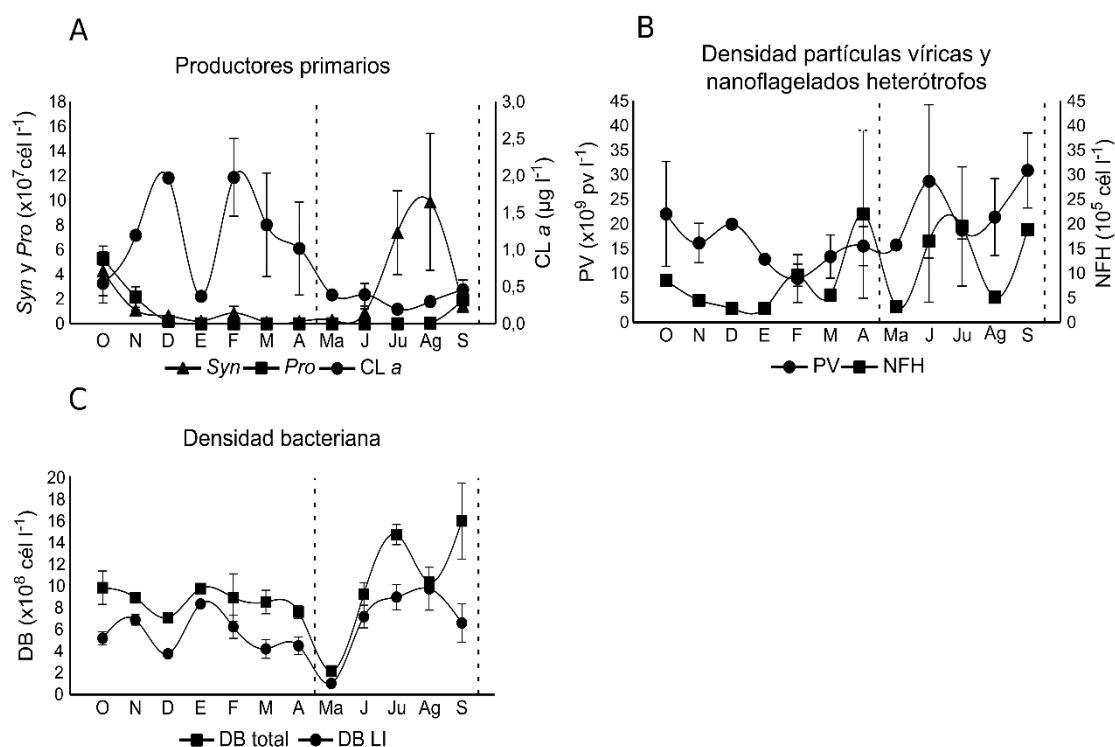 A
Productores primarios
Syn y Pro (x10⁷cél l⁻¹)
18
16
14
12
10
8
6
4
2
0
3,0
2,5
2,0
1,5
1,0
0,5
0,0
CL a (µg l⁻¹)
O N D E F M A Ma J Ju Ag S
Syn Pro CL a
B
Densidad partículas víricas y
nanoflagelados heterótrofos
PV (x10⁹ pv l⁻¹)
45
40
35
30
25
20
15
10
5
0
45
40
35
30
25
20
15
10
5
0
NFH (10⁵ cél l⁻¹)
O N D E F M A Ma J Ju Ag S
PV NFH
C
Densidad bacteriana
DB (x10⁸ cél l⁻¹)
20
18
16
14
12
10
8
6
4
2
0
O N D E F M A Ma J Ju Ag S
DB total DB LI